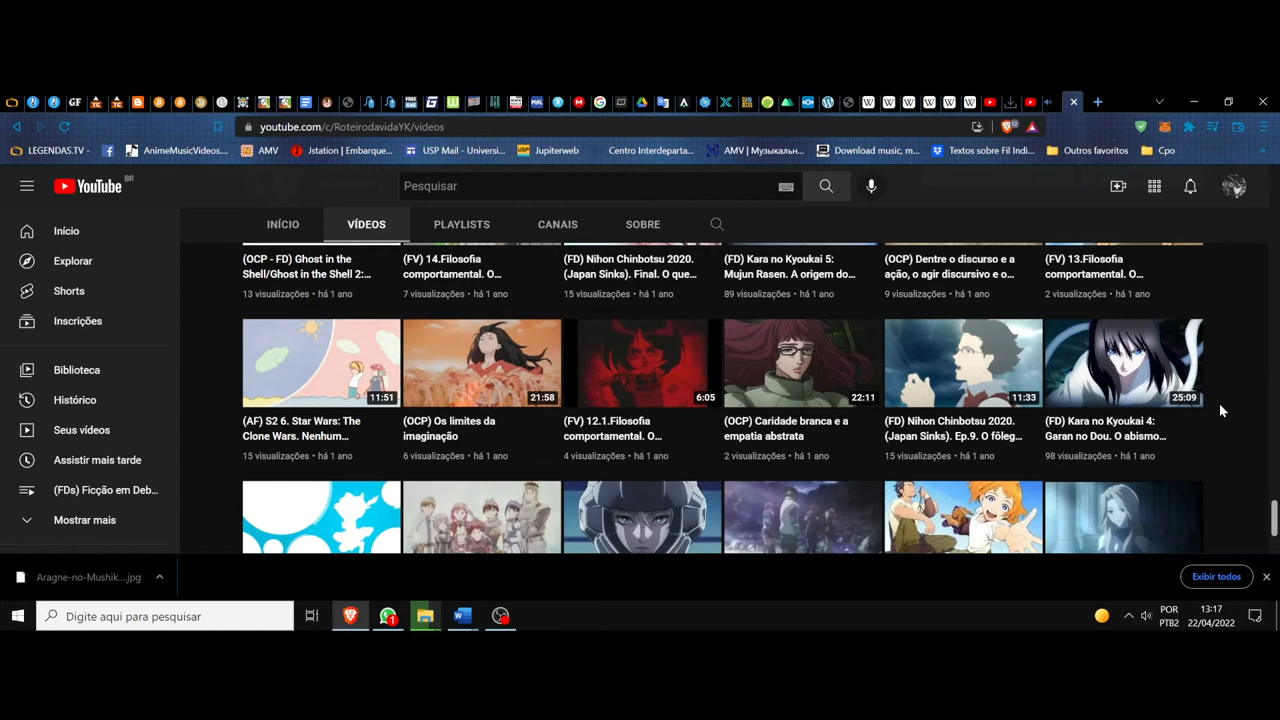 GF
MAL
youtube.com/c/RoteirodavidaYK/videos
LEGENDAS.TV - AnimeMusicVideos... AMV Jstation | Embarque... USP Mail - Universi... Jupiterweb Centro Interdeparta... AMV | Музыкальн... Download music, m... Textos sobre Fil Indi... Outros favoritos Cpo
YouTube BR
Pesquisar
INÍCIO VÍDEOS PLAYLISTS CANAIS SOBRE
Início
Explorar
Shorts
Inscrições
Biblioteca
Histórico
Seus vídeos
Assistir mais tarde
(FDs) Ficção em Deb...
Mostrar mais
(OCP - FD) Ghost in the
Shell/Ghost in the Shell 2:...
13 visualizações • há 1 ano
(FV) 14.Filosofia
comportamental. O...
7 visualizações • há 1 ano
(FD) Nihon Chinbotsu 2020.
(Japan Sinks). Final. O que...
15 visualizações • há 1 ano
(FD) Kara no Kyoukai 5:
Mujun Rasen. A origem do...
89 visualizações • há 1 ano
(OCP) Dentre o discurso e a
ação, o agir discursivo e o...
9 visualizações • há 1 ano
(FV) 13.Filosofia
comportamental. O...
2 visualizações • há 1 ano
11:51
(AF) S2 6. Star Wars: The
Clone Wars. Nenhum...
15 visualizações • há 1 ano
21:58
(OCP) Os limites da
imaginação
6 visualizações • há 1 ano
6:05
(FV) 12.1.Filosofia
comportamental. O...
4 visualizações • há 1 ano
22:11
(OCP) Caridade branca e a
empatia abstrata
2 visualizações • há 1 ano
11:33
(FD) Nihon Chinbotsu 2020.
(Japan Sinks). Ep.9. O fôleg...
15 visualizações • há 1 ano
25:09
(FD) Kara no Kyoukai 4:
Garan no Dou. O abismo...
98 visualizações • há 1 ano
Aragne-no-Mushik....jpg
Exibir todos
Digite aqui para pesquisar
POR
PTB2
13:17
22/04/2022